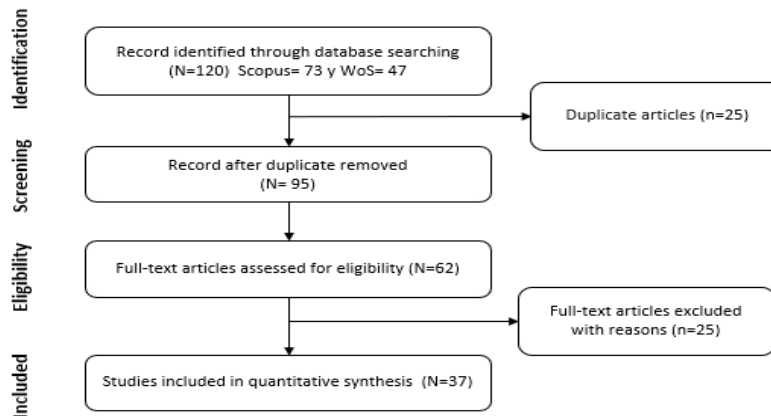 Identification
Record identified through database searching
(N=120) Scopus= 73 y WoS= 47
Duplicate articles (n=25)
Screening
Record after duplicate removed
(N= 95)
Eligibility
Full-text articles assessed for eligibility (N=62)
Full-text articles excluded
with reasons (n=25)
Included
Studies included in quantitative synthesis (N=37)